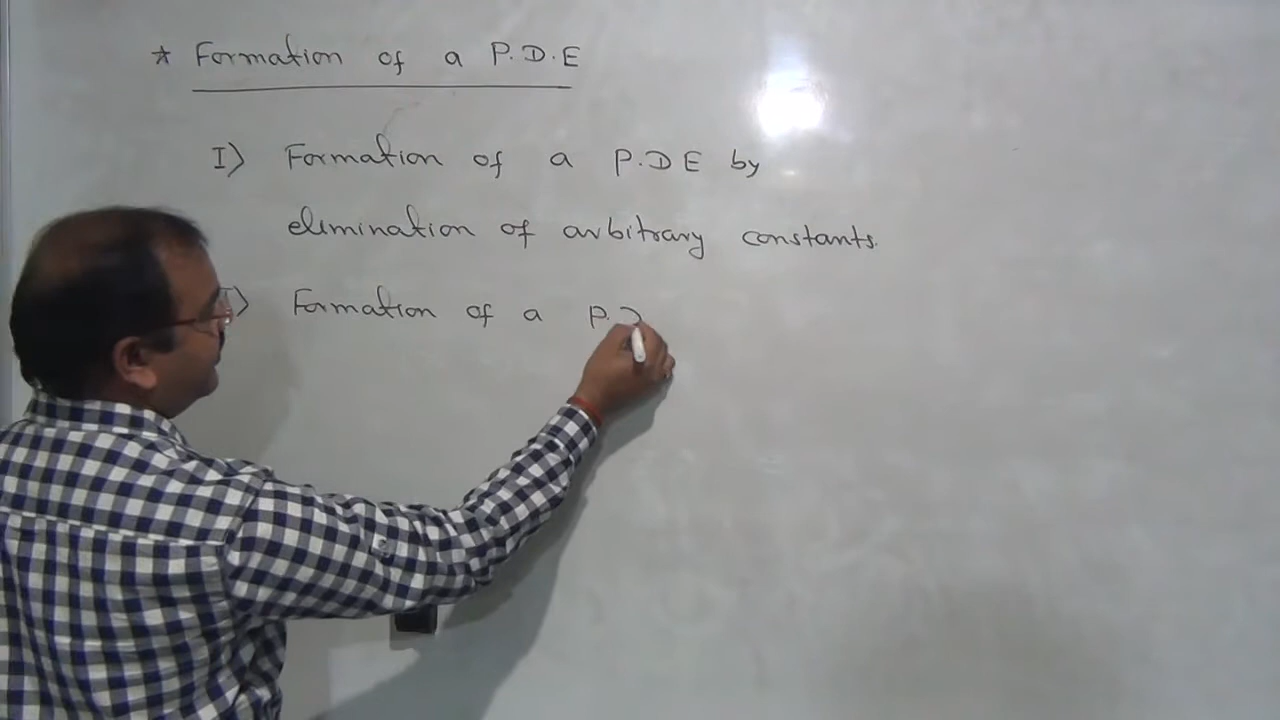 * Formation of a P.D.E
I) Formation of a P.D E by
elimination of arbitrary constants.
Formation of a P.